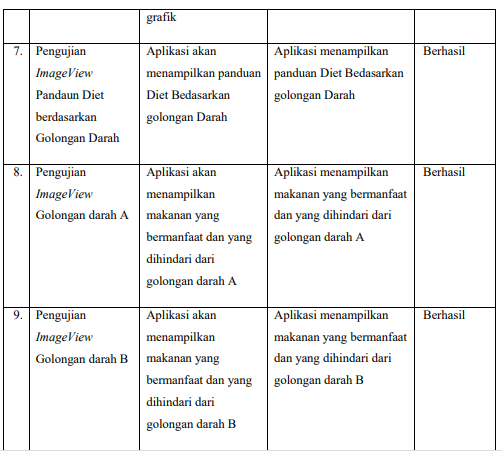 grafik
7. Pengujian
ImageView
Pandaun Diet
berdasarkan
Golongan Darah
Aplikasi akan
menampilkan panduan
Diet Bedasarkan
golongan Darah
Aplikasi menampilkan
panduan Diet Bedasarkan
golongan Darah
Berhasil
8. Pengujian
ImageView
Golongan darah A
Aplikasi akan
menampilkan
makanan yang
bermanfaat dan yang
dihindari dari
golongan darah A
Aplikasi menampilkan
makanan yang bermanfaat
dan yang dihindari dari
golongan darah A
Berhasil
9. Pengujian
ImageView
Golongan darah B
Aplikasi akan
menampilkan
makanan yang
bermanfaat dan yang
dihindari dari
golongan darah B
Aplikasi menampilkan
makanan yang bermanfaat
dan yang dihindari dari
golongan darah B
Berhasil